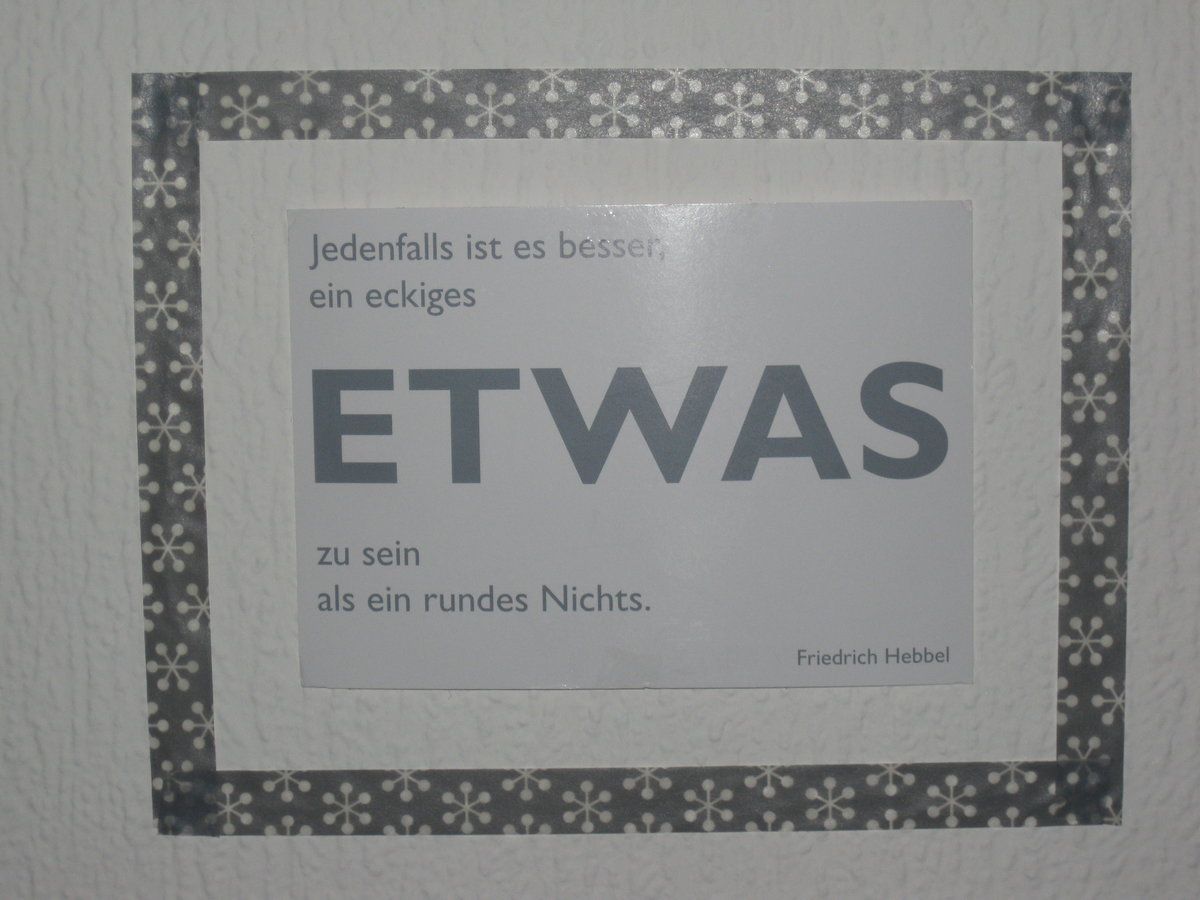 Jedenfalls ist es besser,
ein eckiges
ETWAS
zu sein
als ein rundes Nichts.
Friedrich Hebbel